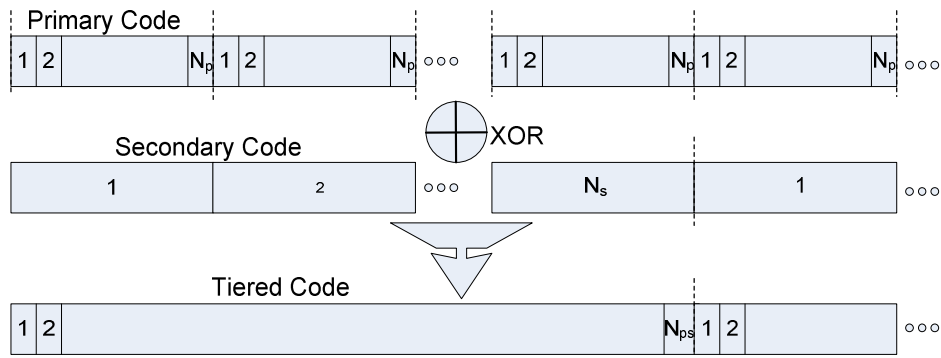 Primary Code
1 2 Np 1 2 Np ○○○ 1 2 Np 1 2 Np ○○○
XOR
Secondary Code
1 2 ○○○ Ns 1 ○○○
Tiered Code
1 2 Nps 1 2 ○○○